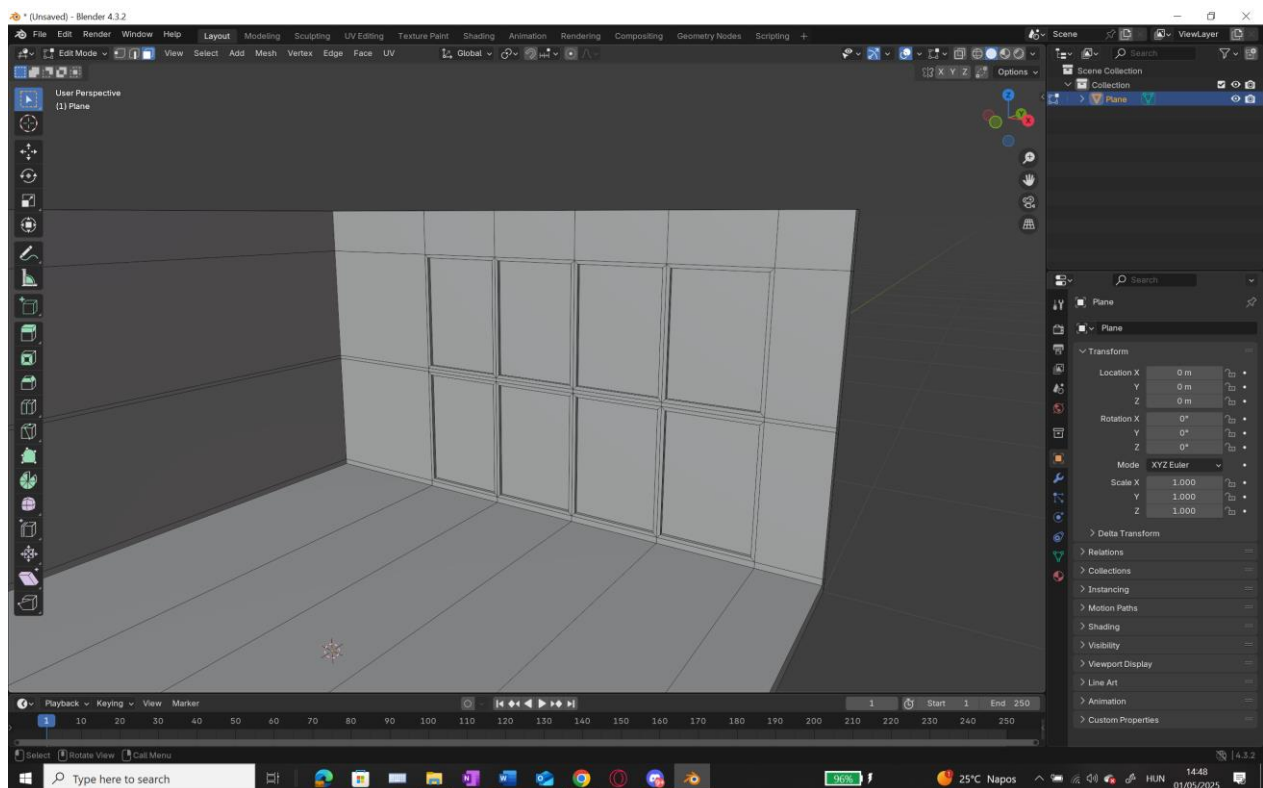 * (Unsaved) - Blender 4.3.2
File Edit Render Window Help Layout Modeling Sculpting UV Editing Texture Paint Shading Animation Rendering Compositing Geometry Nodes Scripting + Scene ViewLayer
Edit Mode View Select Add Mesh Vertex Edge Face UV Global Search
X Y Z Options
Scene Collection
Collection
Plane
User Perspective
(1) Plane
Z
Y
X
Search
Plane
Plane
Transform
Location X 0 m
Y 0 m
Z 0 m
Rotation X 0°
Y 0°
Z 0°
Mode XYZ Euler
Scale X 1.000
Y 1.000
Z 1.000
Delta Transform
Relations
Collections
Instancing
Motion Paths
Shading
Visibility
Viewport Display
Line Art
Animation
Custom Properties
Playback Keying View Marker 1 Start 1 End 250
1 10 20 30 40 50 60 70 80 90 100 110 120 130 140 150 160 170 180 190 200 210 220 230 240 250
Select Rotate View Call Menu 4.3.2
Type here to search 96% 25°C Napos HUN 14:48
01/05/2025